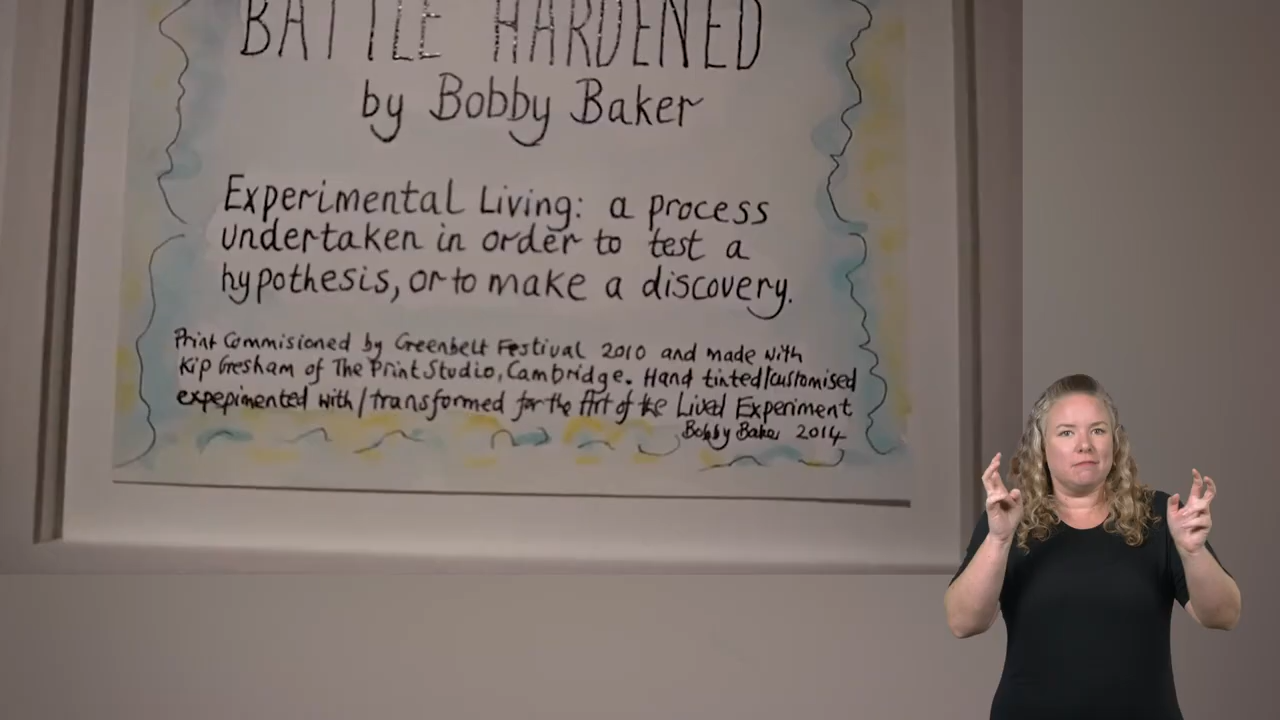 BATTLE HARDENED
by Bobby Baker
Experimental Living: a process
undertaken in order to test a
hypothesis, or to make a discovery.
Print Commisioned by Greenbelt Festival 2010 and made with
Kip Gresham of The Print Studio, Cambridge. Hand tinted/customised
expepimented with/transformed for the Art of the Lived Experiment
Bobby Baker 2014